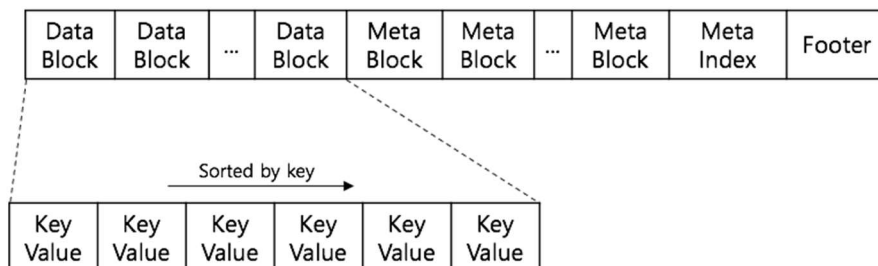 Data Block
Data Block
...
Data Block
Meta Block
Meta Block
...
Meta Block
Meta Index
Footer
Sorted by key
Key Value
Key Value
Key Value
Key Value
Key Value
Key Value